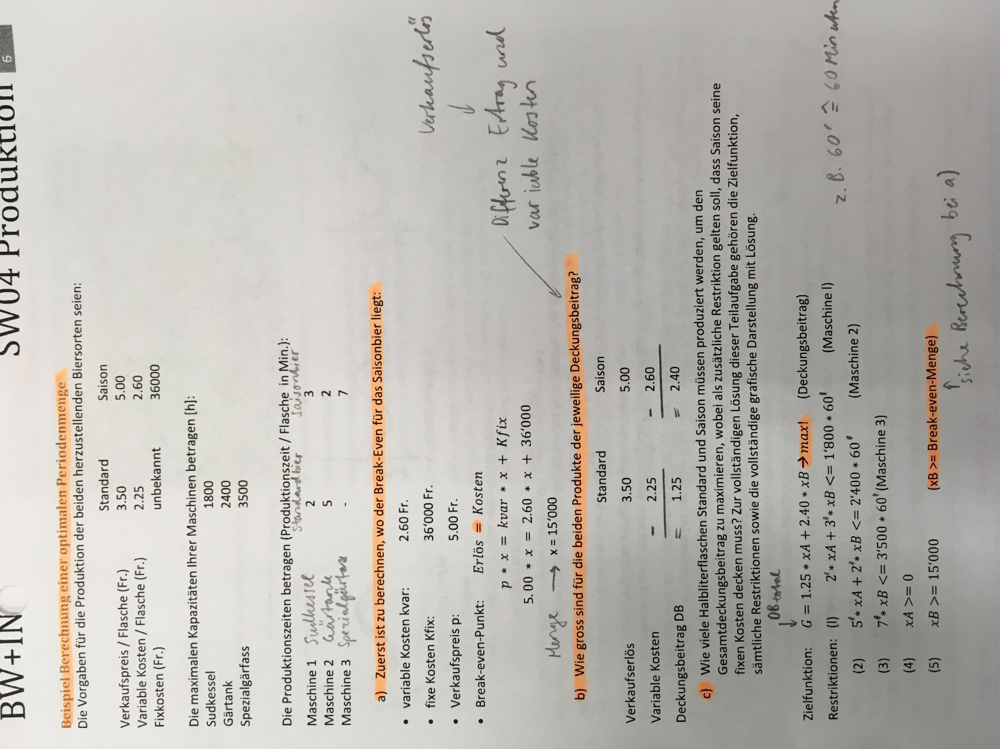 BW+IN SW04 Produktion 6
Beispiel Berechnung einer optimalen Periodenmenge
Die Vorgaben für die Produktion der beiden herzustellenden Biersorten seien:
Standard Saison
Verkaufspreis / Flasche (Fr.) 3.50 5.00
Variable Kosten / Flasche (Fr.) 2.25 2.60
Fixkosten (Fr.) unbekannt 36000
Die maximalen Kapazitäten Ihrer Maschinen betragen [h]:
Sudkessel 1800
Gärtank 2400
Spezialgärfass 3500
Die Produktionszeiten betragen (Produktionszeit / Flasche in Min.):
Standardbier Saisonbier
Maschine 1 Sudkessel 2 3
Maschine 2 Gärtank 5 2
Maschine 3 Spezialgärfass - 7
a) Zuerst ist zu berechnen, wo der Break-Even für das Saisonbier liegt:
• variable Kosten kvar: 2.60 Fr.
• fixe Kosten Kfix: 36'000 Fr.
Verkaufserlös
• Verkaufspreis p: 5.00 Fr.
↓
• Break-even-Punkt: Erlös = Kosten
p * x = kvar * x + Kfix
Differenz Ertrag und
5.00 * x = 2.60 * x + 36'000
variable Kosten
Menge → x = 15'000
b) Wie gross sind für die beiden Produkte der jeweilige Deckungsbeitrag?
Standard Saison
Verkaufserlös 3.50 5.00
Variable Kosten - 2.25 - 2.60
Deckungsbeitrag DB = 1.25 = 2.40
c) Wie viele Halbliterflaschen Standard und Saison müssen produziert werden, um den
Gesamtdeckungsbeitrag zu maximieren, wobei als zusätzliche Restriktion gelten soll, dass Saison seine
fixen Kosten decken muss? Zur vollständigen Lösung dieser Teilaufgabe gehören die Zielfunktion,
sämtliche Restriktionen sowie die vollständige grafische Darstellung mit Lösung.
DB total
↓
Zielfunktion: G = 1.25 * xA + 2.40 * xB → max! (Deckungsbeitrag)
Restriktionen: (1) 2' * xA + 3' * xB <= 1'800 * 60' (Maschine 1) z.B. 60' ≙ 60 Minuten
(2) 5' * xA + 2' * xB <= 2'400 * 60' (Maschine 2)
(3) 7' * xB <= 3'500 * 60' (Maschine 3)
(4) xA >= 0
(5) xB >= 15'000 (xB >= Break-even-Menge)
↑
siehe Berechnung bei a)